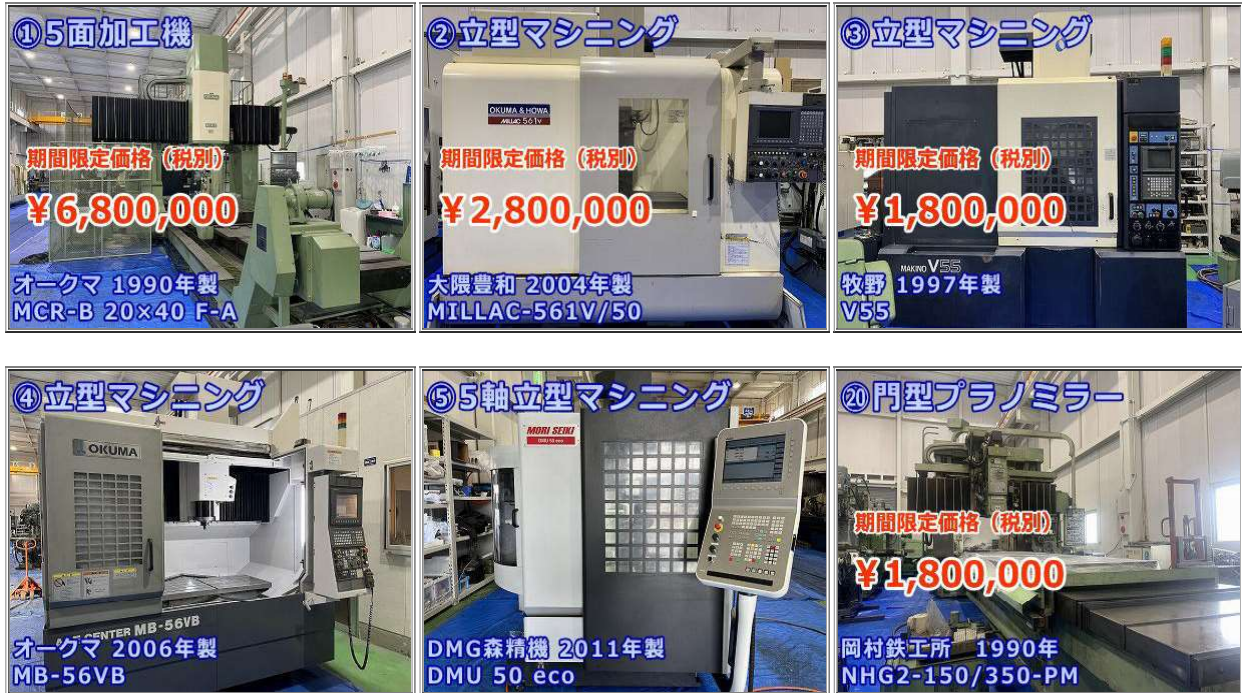 ①5面加工機
期間限定価格（税別）
¥6,800,000
オークマ 1990年製
MCR-B 20×40 F-A
②立型マシニング
OKUMA & HOWA
MILLAC 561V
期間限定価格（税別）
¥2,800,000
大隈豊和 2004年製
MILLAC-561V/50
③立型マシニング
期間限定価格（税別）
¥1,800,000
MAKINO V55
牧野 1997年製
V55
④立型マシニング
OKUMA
CENTER MB-56VB
オークマ 2006年製
MB-56VB
⑤5軸立型マシニング
MORI SEIKI
DMU 50 eco
DMG森精機 2011年製
DMU 50 eco
⑳門型プラノミラー
期間限定価格（税別）
¥1,800,000
岡村鉄工所　1990年
NHG2-150/350-PM